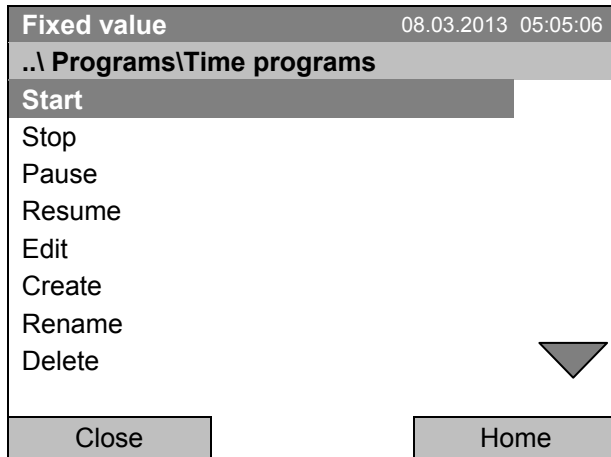 Fixed value 08.03.2013 05:05:06
..\ Programs\Time programs
Start
Stop
Pause
Resume
Edit
Create
Rename
Delete
Close Home